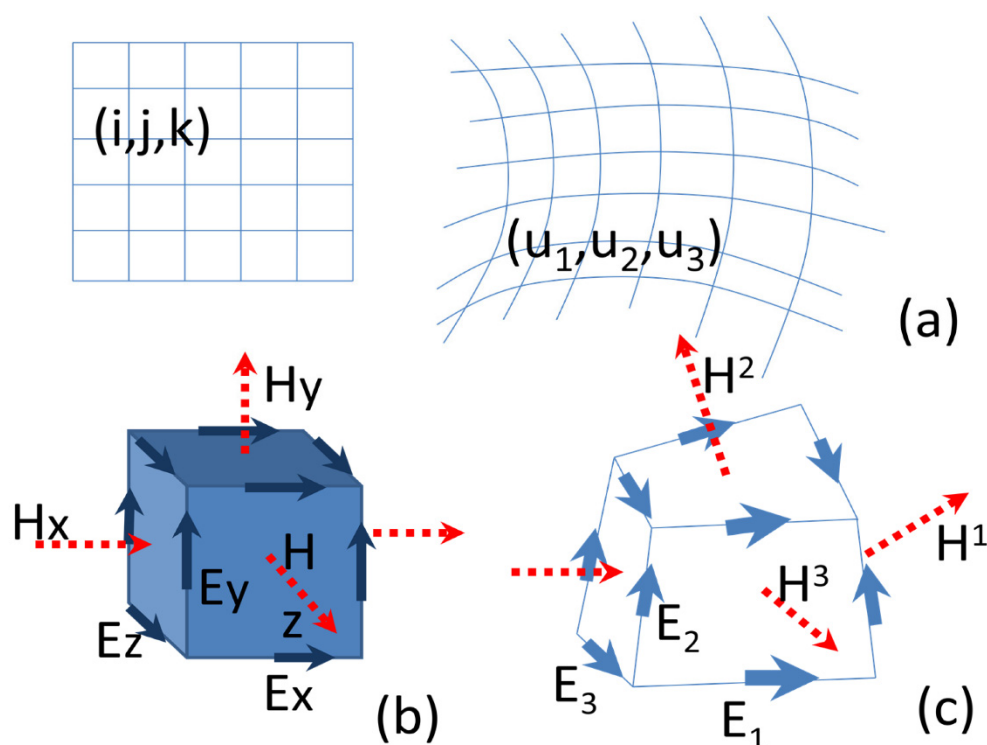 (i,j,k)
(u₁,u₂,u₃)
(a)
Hy
Hx
H
z
Ey
Ez
Ex
(b)
H²
H¹
H³
E₂
E₃
E₁
(c)